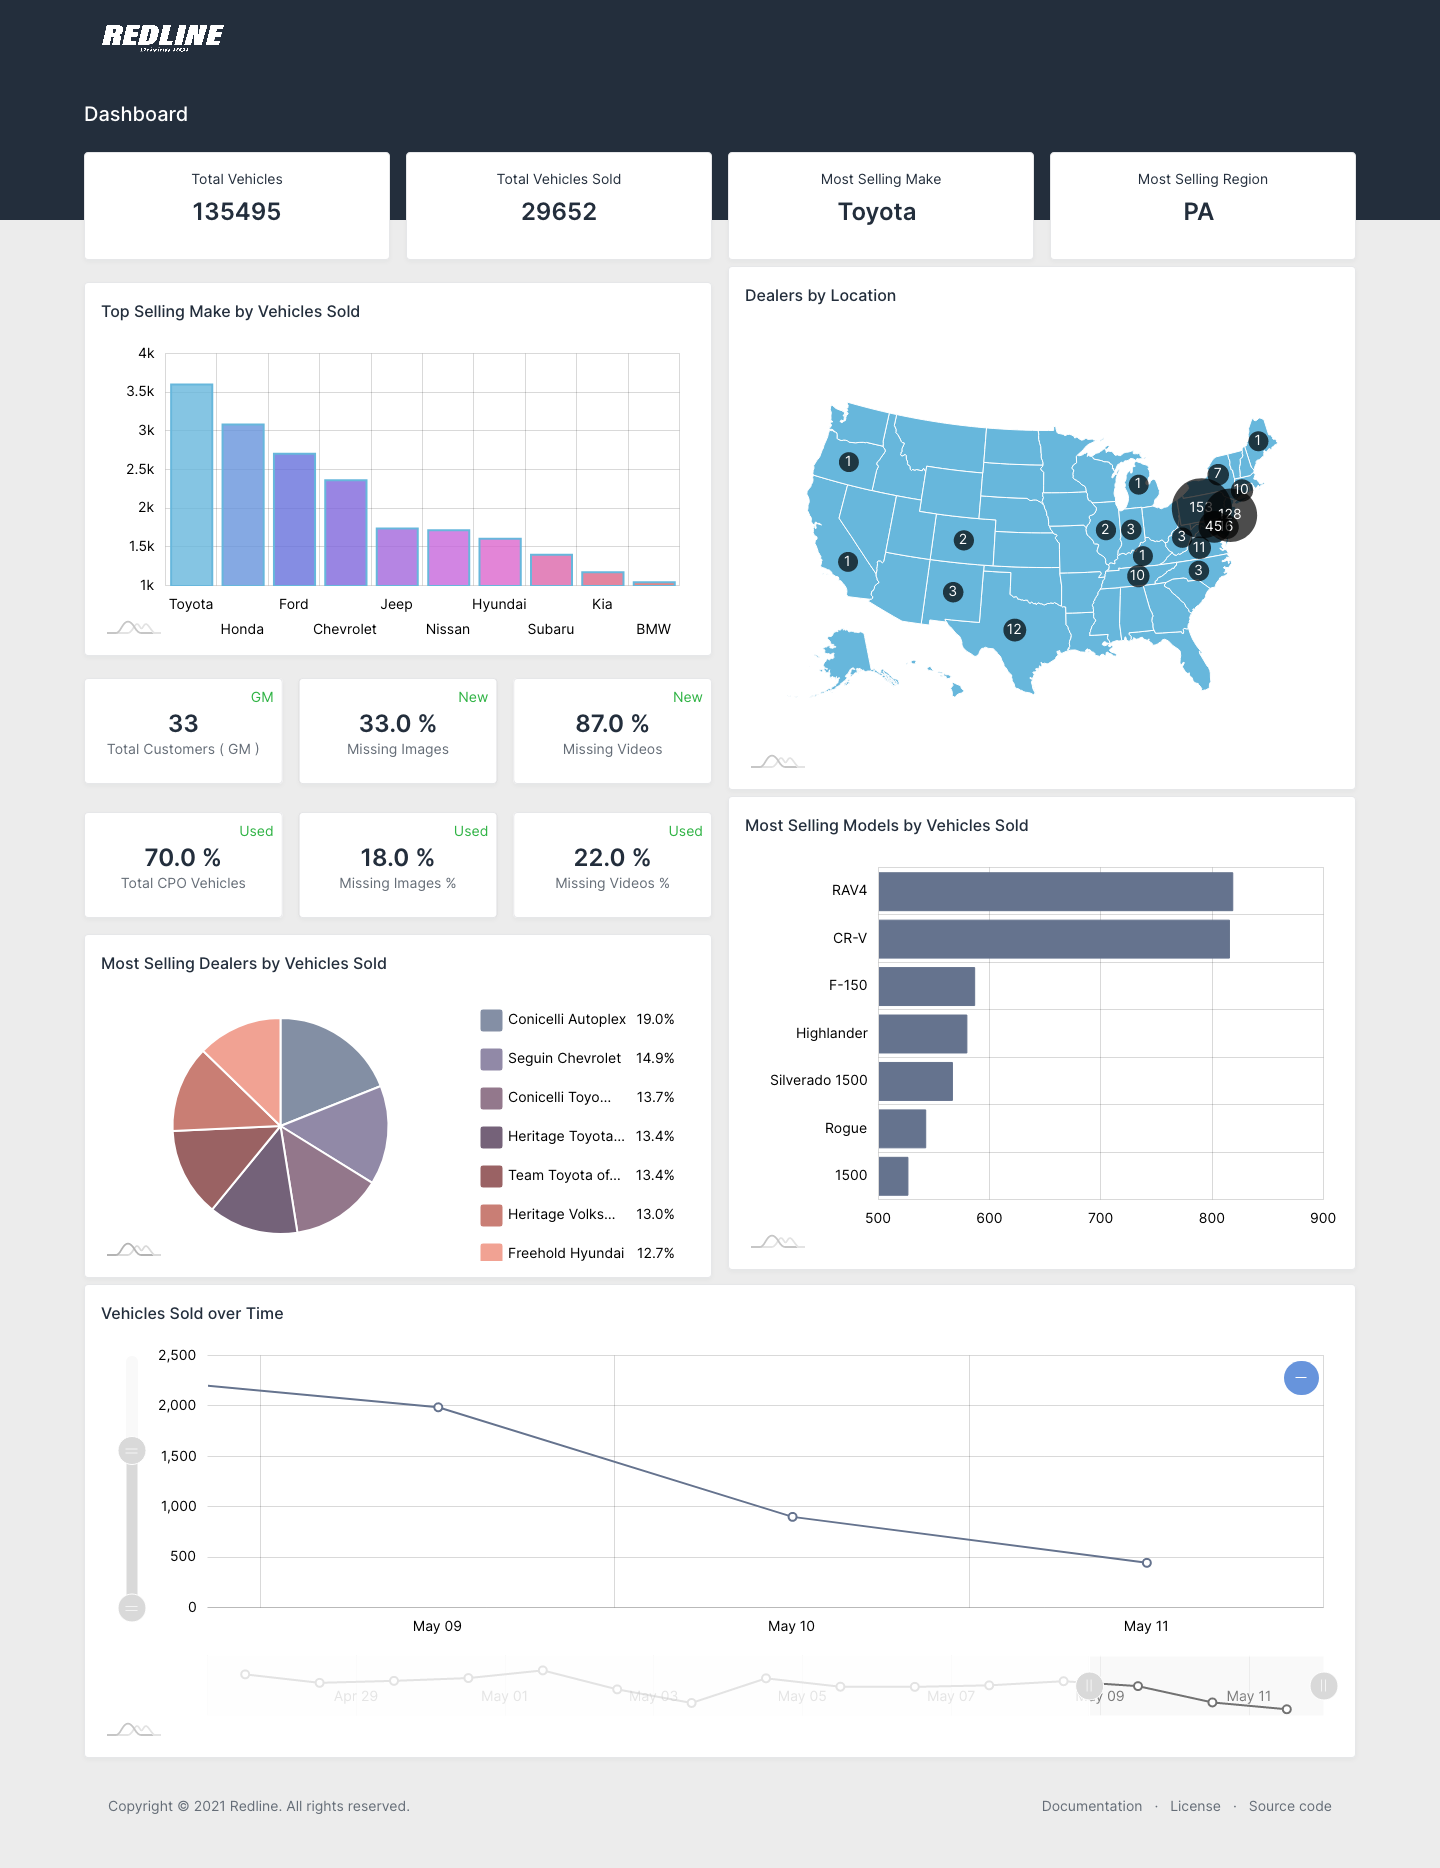 REDLINE
Dashboard
Total Vehicles
135495
Total Vehicles Sold
29652
Most Selling Make
Toyota
Most Selling Region
PA
Top Selling Make by Vehicles Sold
4k
3.5k
3k
2.5k
2k
1.5k
1k
Toyota
Honda
Ford
Chevrolet
Jeep
Nissan
Hyundai
Subaru
Kia
BMW
Dealers by Location
1
1
1
7
10
153
128
45
6
2
3
3
11
1
10
3
2
1
3
12
GM
33
Total Customers ( GM )
New
33.0 %
Missing Images
New
87.0 %
Missing Videos
Used
70.0 %
Total CPO Vehicles
Used
18.0 %
Missing Images %
Used
22.0 %
Missing Videos %
Most Selling Models by Vehicles Sold
RAV4
CR-V
F-150
Highlander
Silverado 1500
Rogue
1500
500 600 700 800 900
Most Selling Dealers by Vehicles Sold
Conicelli Autoplex 19.0%
Seguin Chevrolet 14.9%
Conicelli Toyo... 13.7%
Heritage Toyota... 13.4%
Team Toyota of... 13.4%
Heritage Volks... 13.0%
Freehold Hyundai 12.7%
Vehicles Sold over Time
2,500
2,000
1,500
1,000
500
0
May 09 May 10 May 11
Apr 29 May 01 May 03 May 05 May 07 May 09 May 11
Copyright © 2021 Redline. All rights reserved.
Documentation · License · Source code